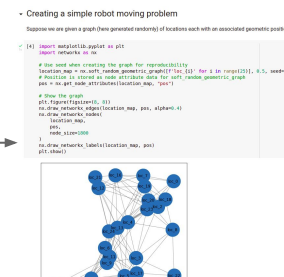 Creating a simple robot moving problem
Suppose we are given a graph (here generated randomly) of locations each with an associated geometric positi
[4] import matplotlib.pyplot as plt
import networkx as nx
# Use seed when creating the graph for reproducibility
location_map = nx.soft_random_geometric_graph([f"loc_{i}" for i in range(25)], 0.5, seed=
# Position is stored as node attribute data for soft_random_geometric_graph
pos = nx.get_node_attributes(location_map, "pos")
# Show the graph
plt.figure(figsize=(8, 8))
nx.draw_networkx_edges(location_map, pos, alpha=0.4)
nx.draw_networkx_nodes(
location_map,
pos,
node_size=1000
)
nx.draw_networkx_labels(location_map, pos)
plt.show()